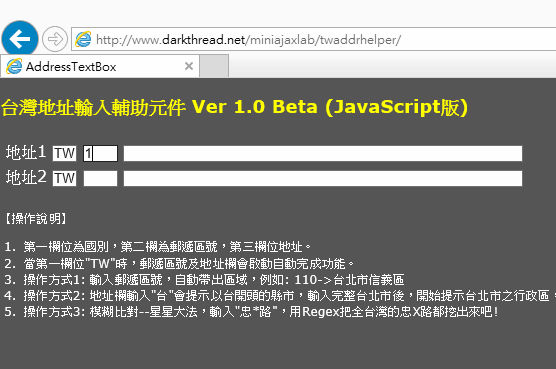 http://www.darkthread.net/miniajaxlab/twaddrhelper/
AddressTextBox
台灣地址輸入輔助元件 Ver 1.0 Beta (JavaScript版)
地址1 TW 1
地址2 TW
【操作說明】
1. 第一欄位為國別，第二欄為郵遞區號，第三欄位地址。
2. 當第一欄位"TW"時，郵遞區號及地址欄會啟動自動完成功能。
3. 操作方式1: 輸入郵遞區號，自動帶出區域，例如: 110->台北市信義區
4. 操作方式2: 地址欄輸入"台"會提示以台開頭的縣市，輸入完整台北市後，開始提示台北市之行政區，
5. 操作方式3: 模糊比對--星星大法，輸入"忠*路"，用Regex把全台灣的忠X路都挖出來吧!